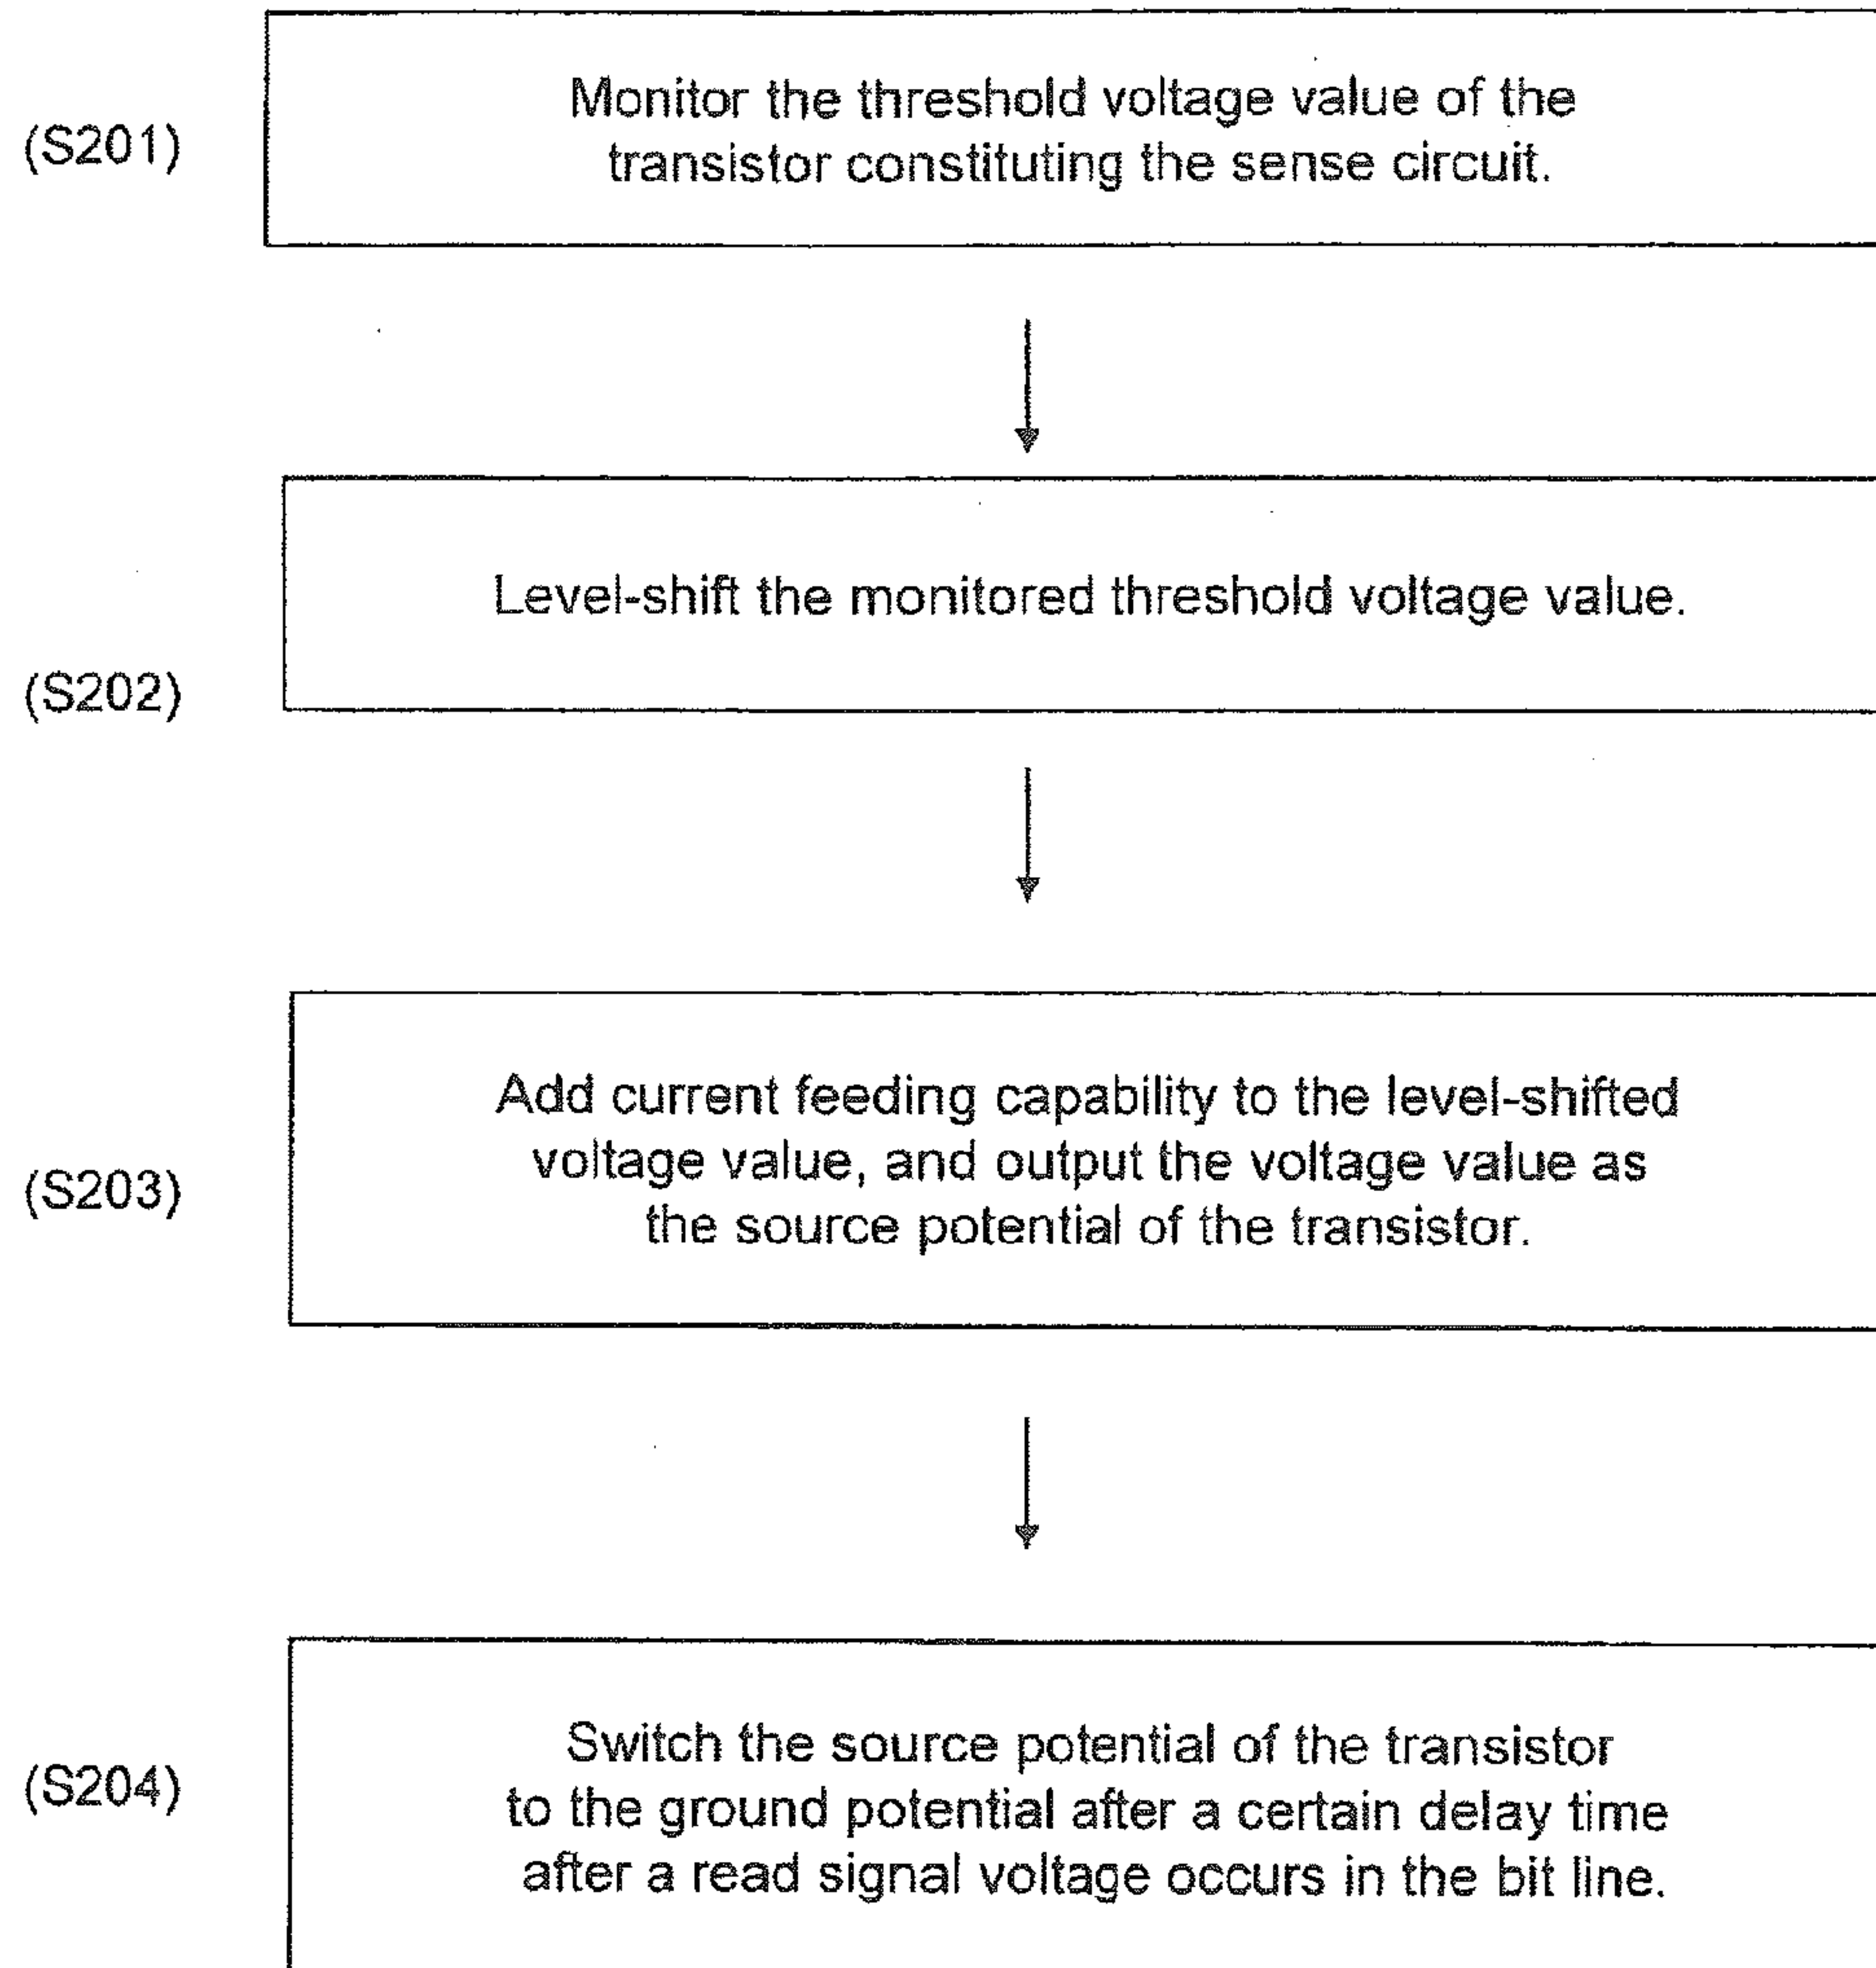 (S201)
Monitor the threshold voltage value of the
transistor constituting the sense circuit.
Level-shift the monitored threshold voltage value.
(S202)
Add current feeding capability to the level-shifted
voltage value, and output the voltage value as
the source potential of the transistor.
(S203)
Switch the source potential of the transistor
to the ground potential after a certain delay time
after a read signal voltage occurs in the bit line.
(S204)